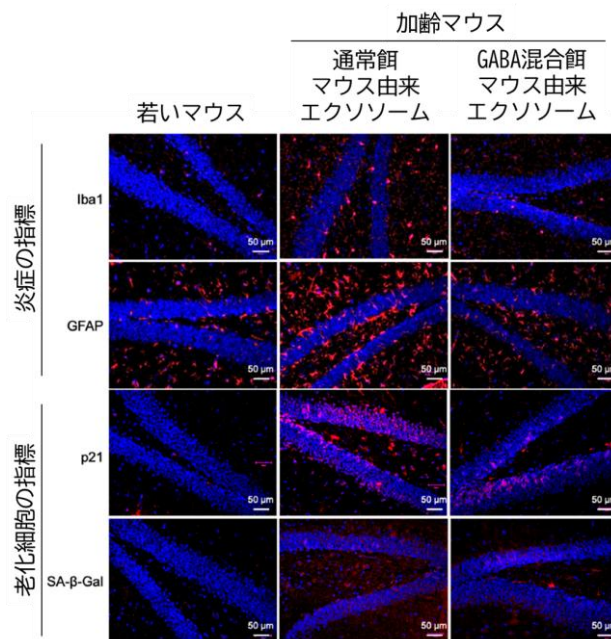 加齢マウス
若いマウス
通常餌
マウス由来
エクソソーム
GABA混合餌
マウス由来
エクソソーム
炎症の指標
Iba1
50 μm
50 μm
50 μm
GFAP
50 μm
50 μm
50 μm
老化細胞の指標
p21
50 μm
50 μm
50 μm
SA-β-Gal
50 μm
50 μm
50 μm